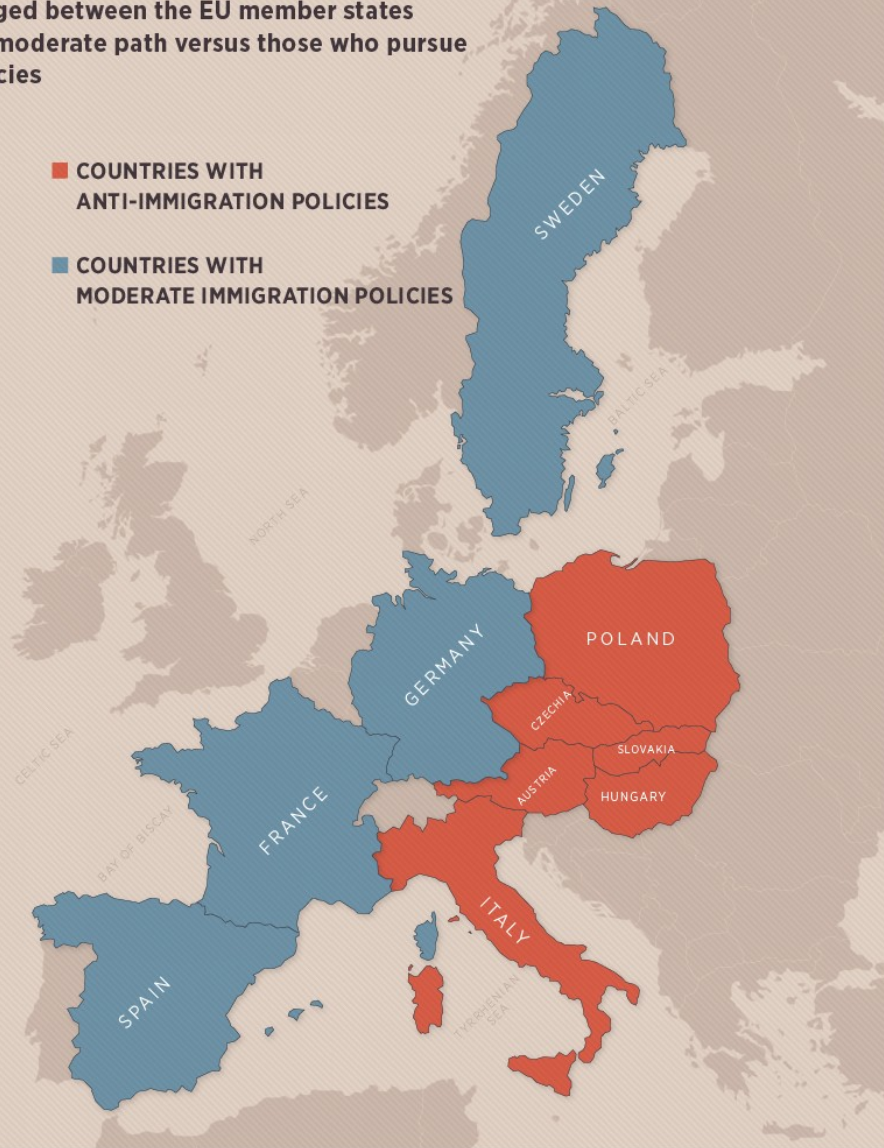 ged between the EU member states
moderate path versus those who pursue
cies
COUNTRIES WITH
ANTI-IMMIGRATION POLICIES
COUNTRIES WITH
MODERATE IMMIGRATION POLICIES
SWEDEN
BALTIC SEA
NORTH SEA
POLAND
GERMANY
CZECHIA
CELTIC SEA
SLOVAKIA
AUSTRIA
HUNGARY
FRANCE
BAY OF BISCAY
ITALY
SPAIN
TYRRHENIAN
SEA